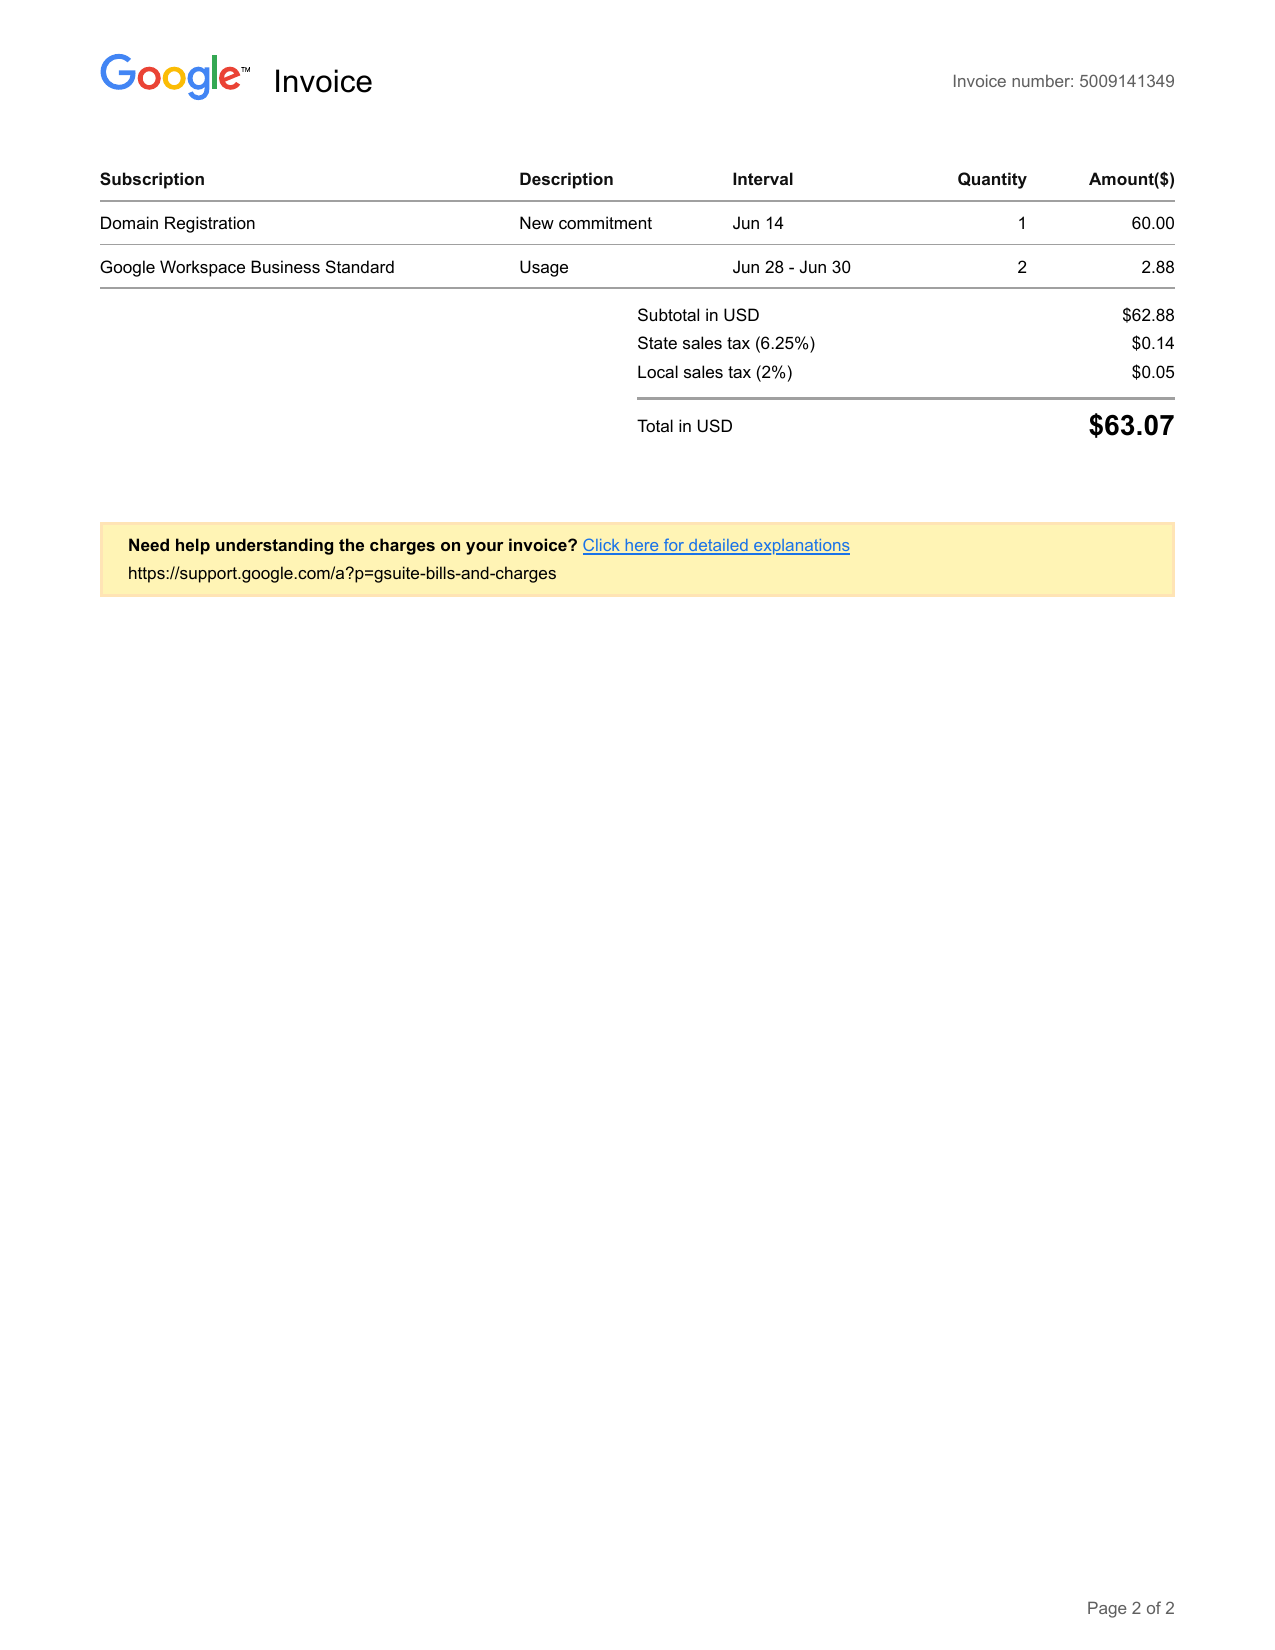 Google™ Invoice Invoice number: 5009141349
Subscription Description Interval Quantity Amount($)
Domain Registration New commitment Jun 14 1 60.00
Google Workspace Business Standard Usage Jun 28 - Jun 30 2 2.88
Subtotal in USD $62.88
State sales tax (6.25%) $0.14
Local sales tax (2%) $0.05
Total in USD $63.07
Need help understanding the charges on your invoice? Click here for detailed explanations
https://support.google.com/a?p=gsuite-bills-and-charges
Page 2 of 2